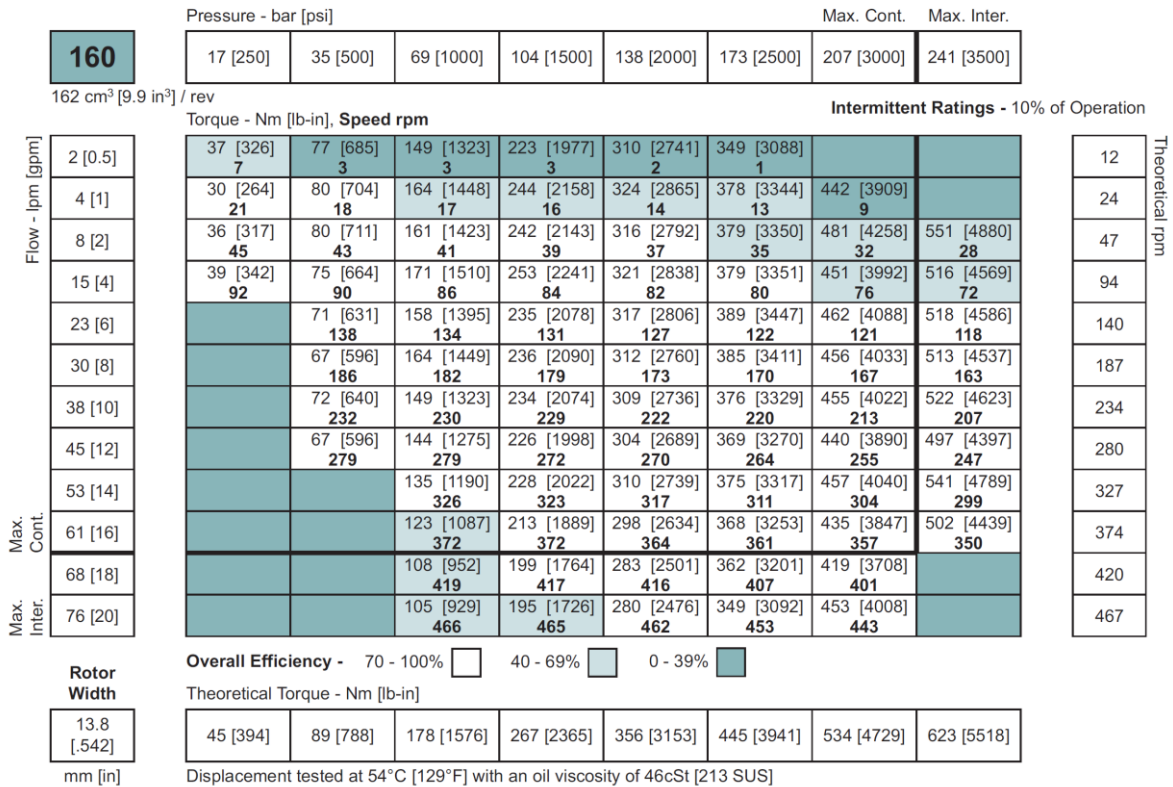 Pressure - bar [psi] Max. Cont. Max. Inter.
160 17 [250] 35 [500] 69 [1000] 104 [1500] 138 [2000] 173 [2500] 207 [3000] 241 [3500]
162 cm³ [9.9 in³] / rev
Intermittent Ratings - 10% of Operation
Torque - Nm [lb-in], Speed rpm
Flow - lpm [gpm]
Theoretical rpm
2 [0.5] 37 [326] 77 [685] 149 [1323] 223 [1977] 310 [2741] 349 [3088] 12
7 3 3 3 2 1
4 [1] 30 [264] 80 [704] 164 [1448] 244 [2158] 324 [2865] 378 [3344] 442 [3909] 24
21 18 17 16 14 13 9
8 [2] 36 [317] 80 [711] 161 [1423] 242 [2143] 316 [2792] 379 [3350] 481 [4258] 551 [4880] 47
45 43 41 39 37 35 32 28
15 [4] 39 [342] 75 [664] 171 [1510] 253 [2241] 321 [2838] 379 [3351] 451 [3992] 516 [4569] 94
92 90 86 84 82 80 76 72
23 [6] 71 [631] 158 [1395] 235 [2078] 317 [2806] 389 [3447] 462 [4088] 518 [4586] 140
138 134 131 127 122 121 118
30 [8] 67 [596] 164 [1449] 236 [2090] 312 [2760] 385 [3411] 456 [4033] 513 [4537] 187
186 182 179 173 170 167 163
38 [10] 72 [640] 149 [1323] 234 [2074] 309 [2736] 376 [3329] 455 [4022] 522 [4623] 234
232 230 229 222 220 213 207
45 [12] 67 [596] 144 [1275] 226 [1998] 304 [2689] 369 [3270] 440 [3890] 497 [4397] 280
279 279 272 270 264 255 247
53 [14] 135 [1190] 228 [2022] 310 [2739] 375 [3317] 457 [4040] 541 [4789] 327
326 323 317 311 304 299
Max. Cont.
61 [16] 123 [1087] 213 [1889] 298 [2634] 368 [3253] 435 [3847] 502 [4439] 374
372 372 364 361 357 350
68 [18] 108 [952] 199 [1764] 283 [2501] 362 [3201] 419 [3708] 420
419 417 416 407 401
Max. Inter.
76 [20] 105 [929] 195 [1726] 280 [2476] 349 [3092] 453 [4008] 467
466 465 462 453 443
Overall Efficiency - 70 - 100% 40 - 69% 0 - 39%
Rotor
Width
Theoretical Torque - Nm [lb-in]
13.8
[.542]
45 [394] 89 [788] 178 [1576] 267 [2365] 356 [3153] 445 [3941] 534 [4729] 623 [5518]
mm [in] Displacement tested at 54°C [129°F] with an oil viscosity of 46cSt [213 SUS]